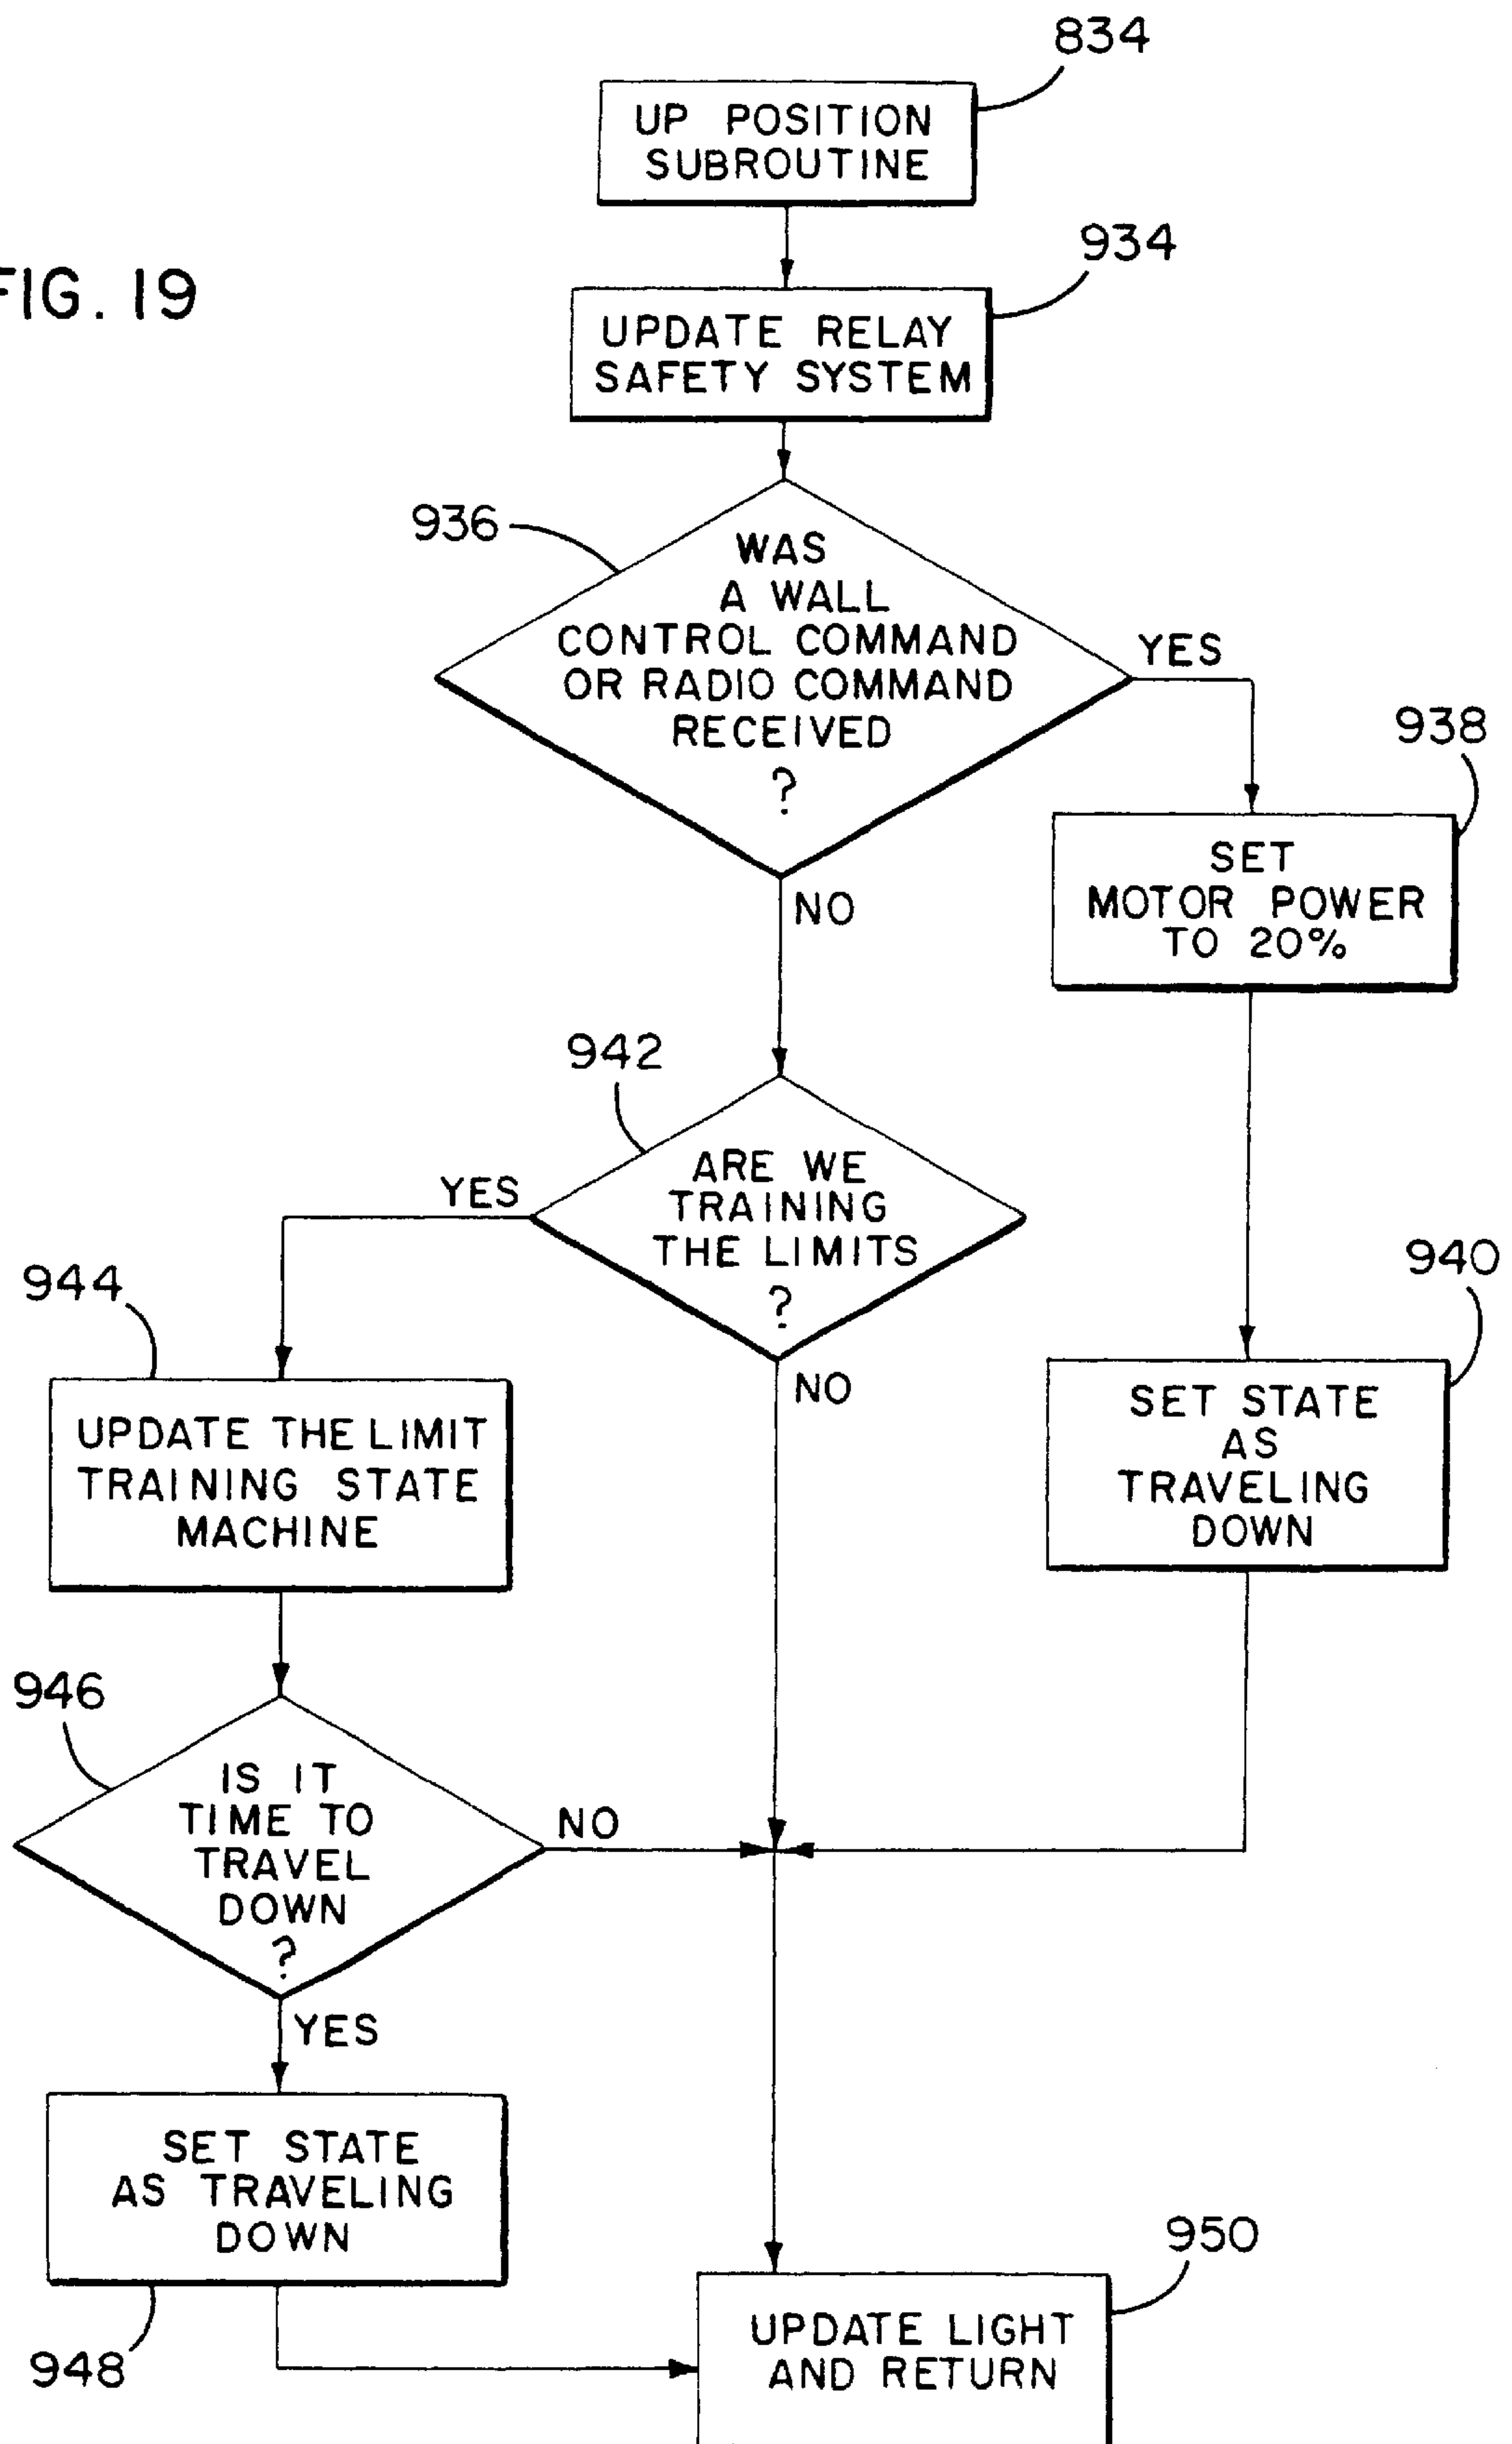 834
UP POSITION
SUBROUTINE
934
FIG. 19
UPDATE RELAY
SAFETY SYSTEM
936
WAS
A WALL
CONTROL COMMAND
OR RADIO COMMAND
RECEIVED
?
YES
938
SET
MOTOR POWER
TO 20%
NO
942
ARE WE
TRAINING
THE LIMITS
?
YES
940
944
NO
SET STATE
AS
TRAVELING
DOWN
UPDATE THE LIMIT
TRAINING STATE
MACHINE
946
IS IT
TIME TO
TRAVEL
DOWN
?
NO
YES
SET STATE
AS TRAVELING
DOWN
948
950
UPDATE LIGHT
AND RETURN